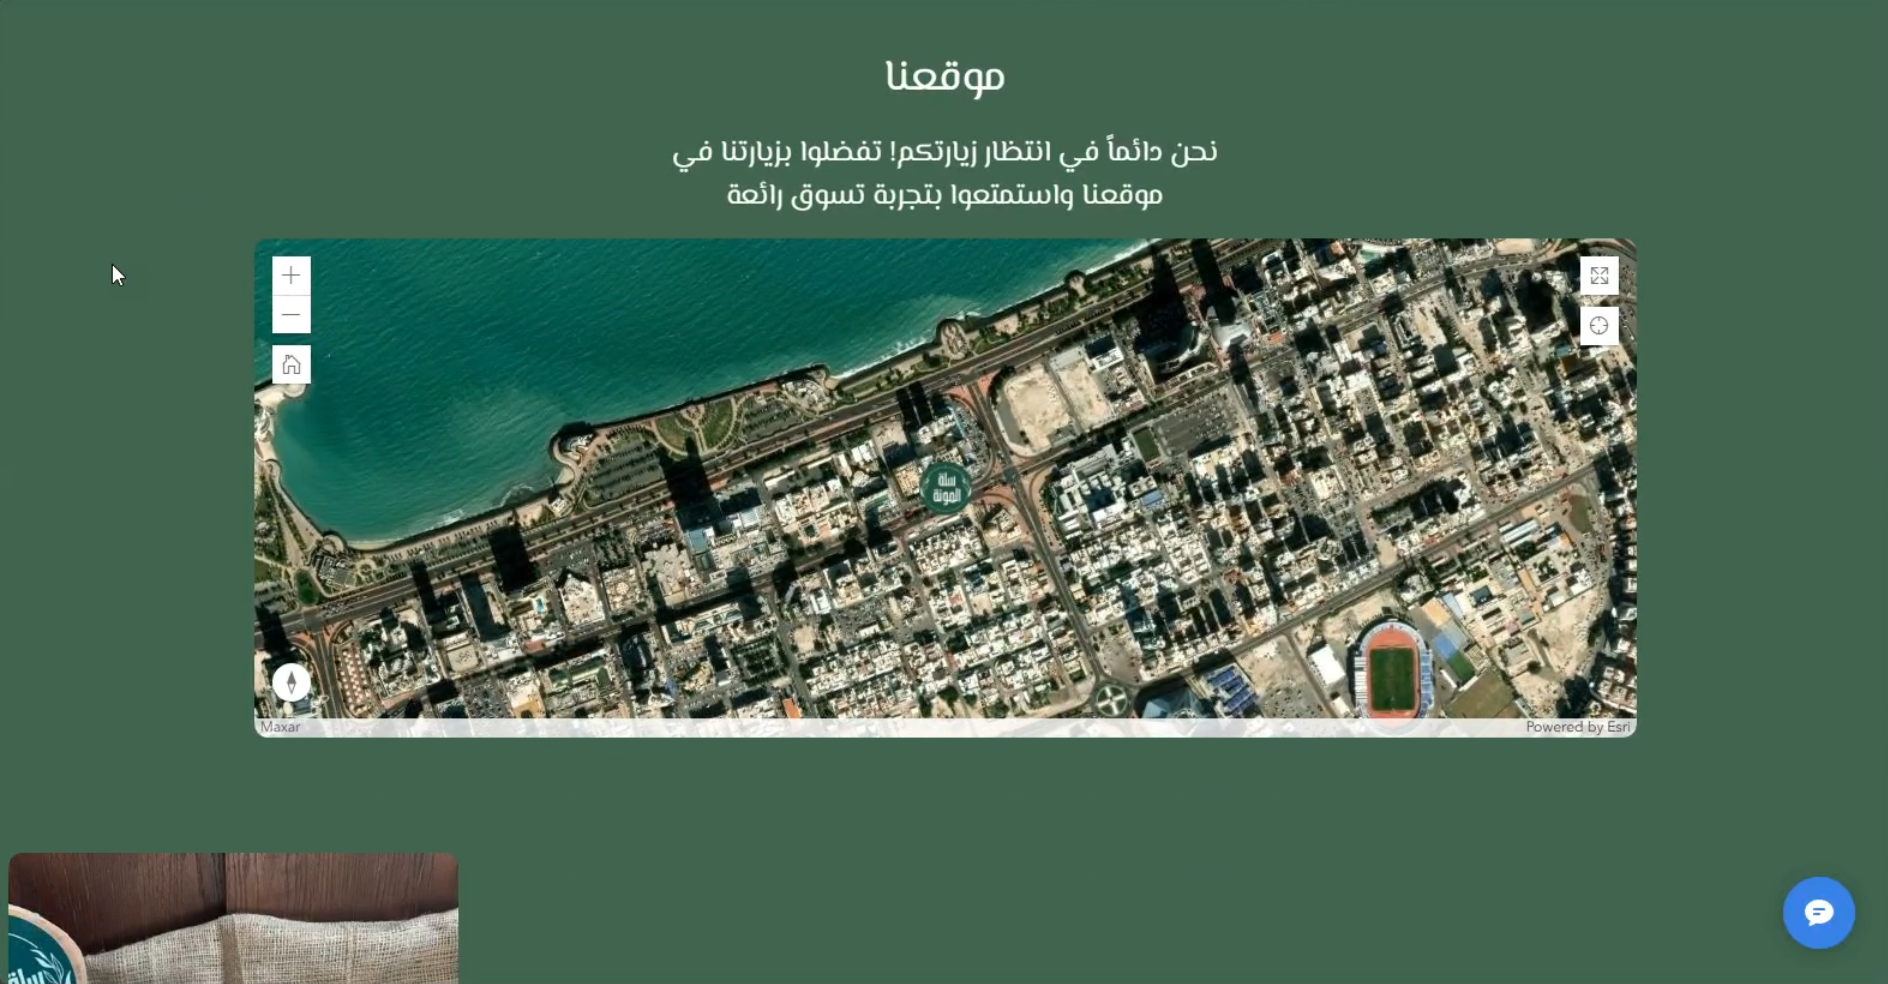 موقعنا
نحن دائماً في انتظار زيارتكم! تفضلوا بزيارتنا في
موقعنا واستمتعوا بتجربة تسوق رائعة
سلة
المونة
Maxar
Powered by Esri
سلة